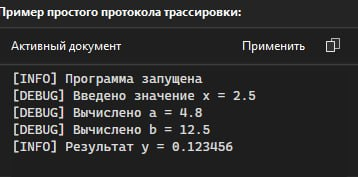 Пример простого протокола трассировки:
Активный документ Применить
[INFO] Программа запущена
[DEBUG] Введено значение x = 2.5
[DEBUG] Вычислено a = 4.8
[DEBUG] Вычислено b = 12.5
[INFO] Результат y = 0.123456